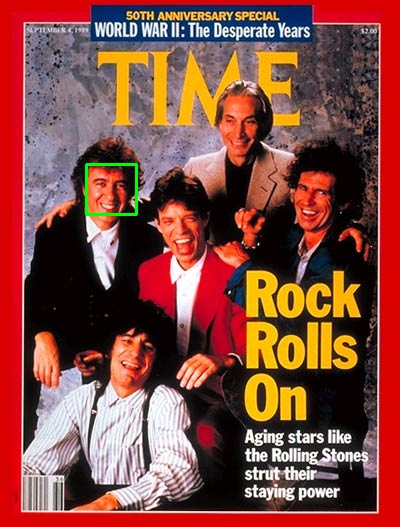 50TH ANNIVERSARY SPECIAL
WORLD WAR II: The Desperate Years
SEPTEMBER 4, 1989
$2.00
TIME
Rock
Rolls
On
Aging stars like
the Rolling Stones
strut their
staying power
36